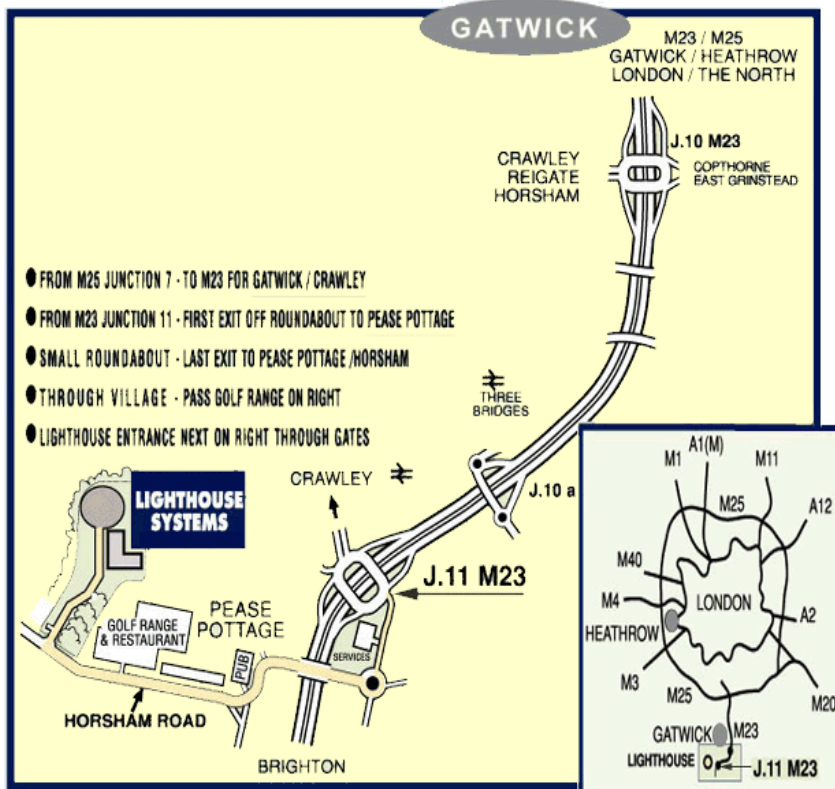 GATWICK
M23 / M25
GATWICK / HEATHROW
LONDON / THE NORTH
J.10 M23
CRAWLEY
REIGATE
HORSHAM
COPTHORNE
EAST GRINSTEAD
FROM M25 JUNCTION 7 - TO M23 FOR GATWICK / CRAWLEY
FROM M23 JUNCTION 11 - FIRST EXIT OFF ROUNDABOUT TO PEASE POTTAGE
SMALL ROUNDABOUT - LAST EXIT TO PEASE POTTAGE /HORSHAM
THROUGH VILLAGE - PASS GOLF RANGE ON RIGHT
LIGHTHOUSE ENTRANCE NEXT ON RIGHT THROUGH GATES
THREE
BRIDGES
J.10 a
CRAWLEY
LIGHTHOUSE
SYSTEMS
J.11 M23
PEASE
POTTAGE
GOLF RANGE
& RESTAURANT
PUB
SERVICES
HORSHAM ROAD
BRIGHTON
A1(M)
M1
M11
M25
A12
M40
M4
LONDON
A2
HEATHROW
M3
M25
M20
GATWICK
M23
LIGHTHOUSE
J.11 M23